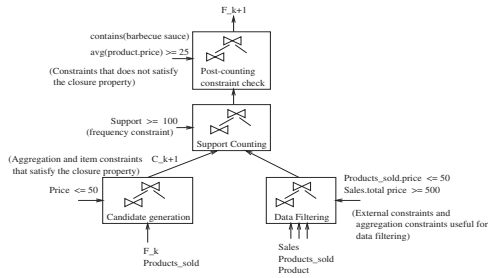 F_k+1
contains(barbecue sauce)
avg(product.price) >= 25
(Constraints that does not satisfy
the closure property)
Post-counting
constraint check
Support >= 100
(frequency constraint)
Support Counting
(Aggregation and item constraints
that satisfy the closure property)
C_k+1
Price <= 50
Candidate generation
Products_sold.price <= 50
Sales.total price >= 500
Data Filtering
(External constraints and
aggregation constraints useful for
data filtering)
F_k
Products_sold
Sales
Products_sold
Product